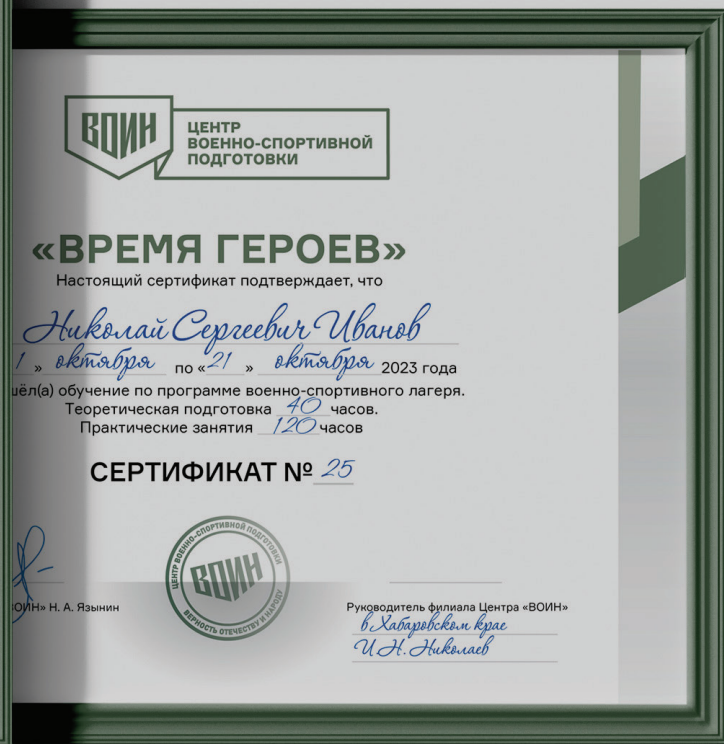 ВОИН
ЦЕНТР
ВОЕННО-СПОРТИВНОЙ
ПОДГОТОВКИ
«ВРЕМЯ ГЕРОЕВ»
Настоящий сертификат подтверждает, что
Николай Сергеевич Иванов
1 » октября по «21 » октября 2023 года
шёл(а) обучение по программе военно-спортивного лагеря.
Теоретическая подготовка 40 часов.
Практические занятия 120 часов
СЕРТИФИКАТ № 25
ЦЕНТР ВОЕННО-СПОРТИВНОЙ ПОДГОТОВКИ
ВОИН
ВЕРНОСТЬ ОТЕЧЕСТВУ И НАРОДУ
ВОИН» Н. А. Язынин
Руководитель филиала Центра «ВОИН»
в Хабаровском крае
И. Н. Николаев